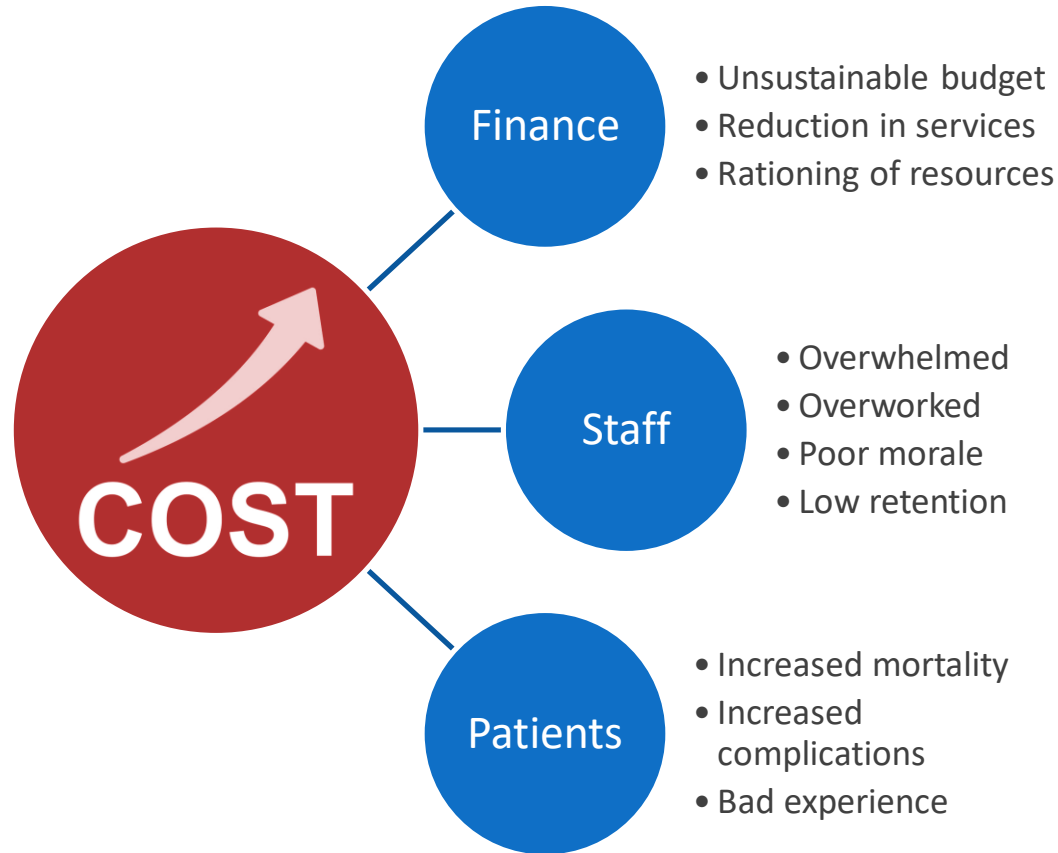 Finance
• Unsustainable budget
• Reduction in services
• Rationing of resources
COST
Staff
• Overwhelmed
• Overworked
• Poor morale
• Low retention
Patients
• Increased mortality
• Increased
complications
• Bad experience